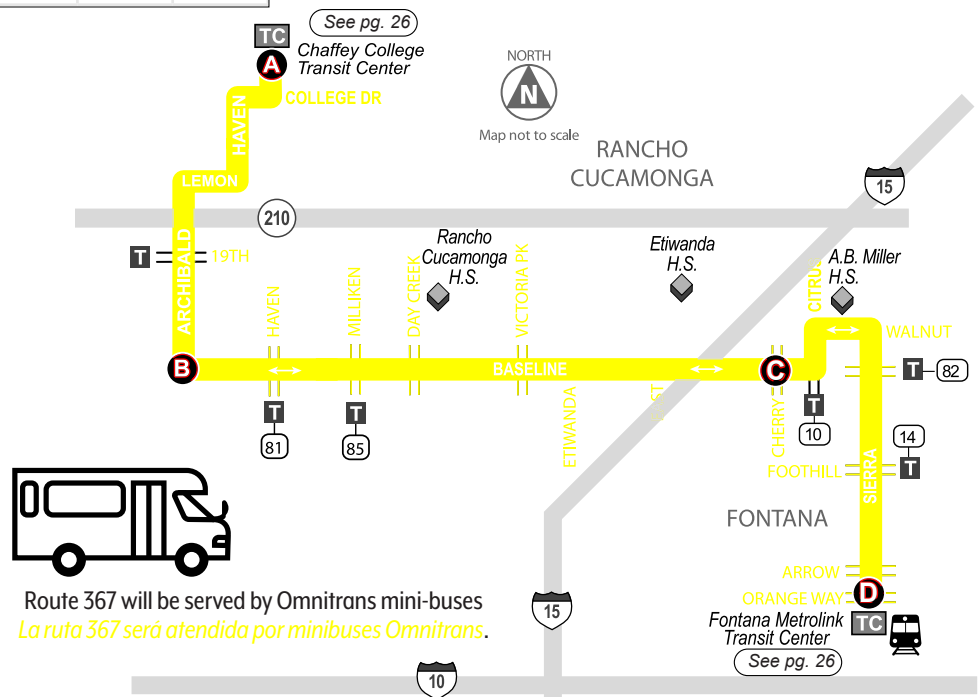 See pg. 26
TC
A
Chaffey College
Transit Center
COLLEGE DR
HAVEN
LEMON
NORTH
N
Map not to scale
RANCHO
CUCAMONGA
15
210
T
19TH
ARCHIBALD
Rancho
Cucamonga
H.S.
Etiwanda
H.S.
A.B. Miller
H.S.
HAVEN
MILLIKEN
DAY CREEK
VICTORIA PK
CITRUS
WALNUT
B
BASELINE
C
T
82
T
81
T
85
ETIWANDA
EAST
CHERRY
T
10
14
T
FOOTHILL
SIERRA
FONTANA
ARROW
ORANGE WAY
D
Fontana Metrolink
Transit Center
TC
See pg. 26
Route 367 will be served by Omnitrans mini-buses
La ruta 367 será atendida por minibuses Omnitrans.
15
10